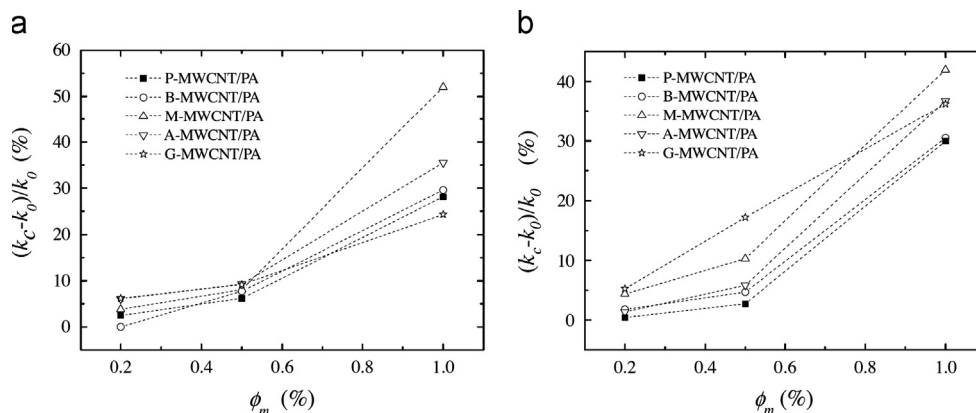 a
(k_C-k_0)/k_0 (%)
60
50
40
30
20
10
0
P-MWCNT/PA
B-MWCNT/PA
M-MWCNT/PA
A-MWCNT/PA
G-MWCNT/PA
0.2 0.4 0.6 0.8 1.0
ϕ_m (%)
b
(k_c-k_0)/k_0 (%)
40
30
20
10
0
P-MWCNT/PA
B-MWCNT/PA
M-MWCNT/PA
A-MWCNT/PA
G-MWCNT/PA
0.2 0.4 0.6 0.8 1.0
ϕ_m (%)